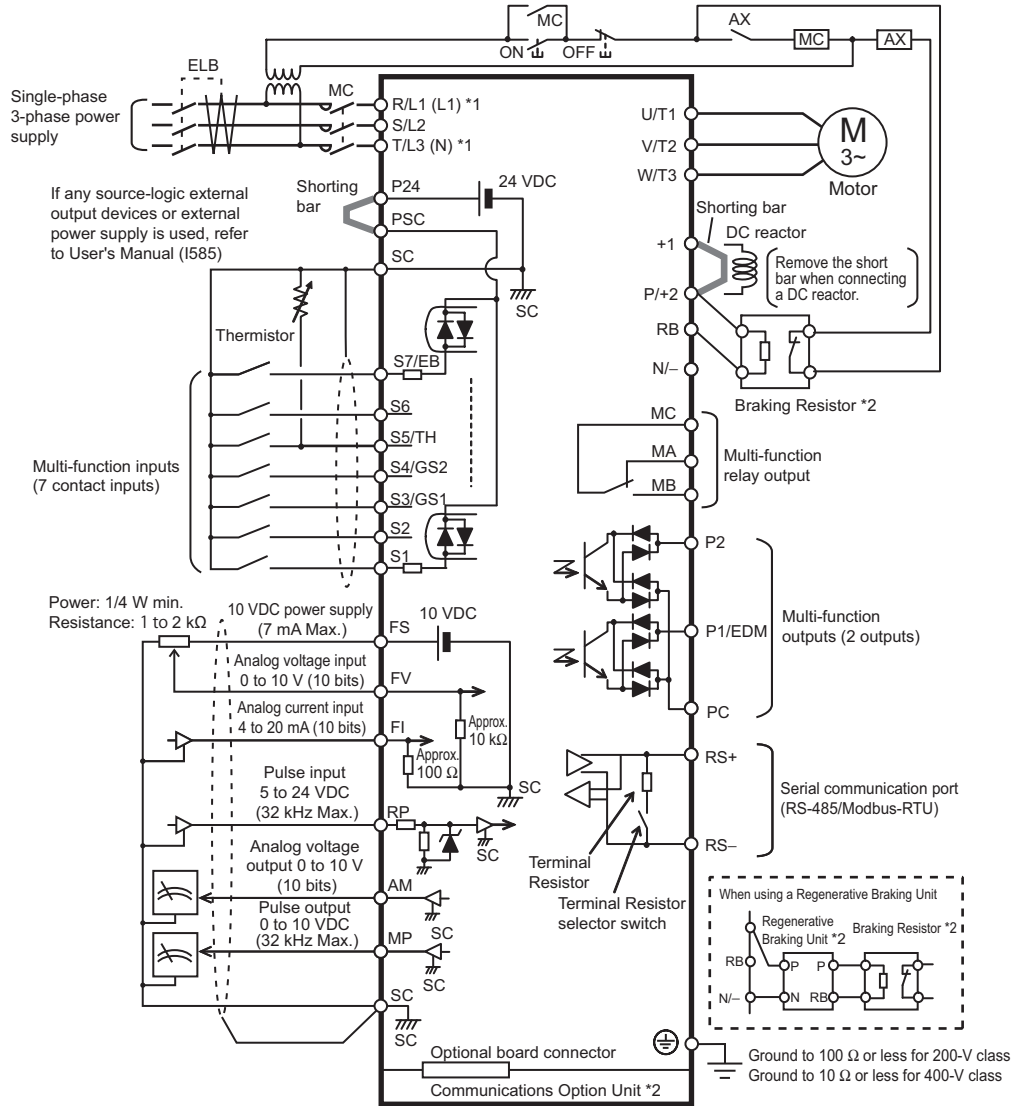 MC
ON
OFF
AX
MC
AX
ELB
MC
Single-phase
3-phase power
supply
R/L1 (L1) *1
S/L2
T/L3 (N) *1
U/T1
V/T2
W/T3
M
3~
Motor
If any source-logic external
output devices or external
power supply is used, refer
to User's Manual (I585)
Shorting
bar
P24
24 VDC
PSC
SC
SC
Shorting bar
DC reactor
+1
Remove the short
bar when connecting
a DC reactor.
P/+2
RB
N/–
Braking Resistor *2
Thermistor
S7/EB
S6
S5/TH
S4/GS2
S3/GS1
S2
S1
Multi-function inputs
(7 contact inputs)
MC
MA
MB
Multi-function
relay output
P2
P1/EDM
PC
Multi-function
outputs (2 outputs)
Power: 1/4 W min.
Resistance: 1 to 2 kΩ
10 VDC power supply
(7 mA Max.)
FS
10 VDC
Analog voltage input
0 to 10 V (10 bits)
FV
Analog current input
4 to 20 mA (10 bits)
FI
Approx.
10 kΩ
Approx.
100 Ω
SC
Pulse input
5 to 24 VDC
(32 kHz Max.)
RP
SC
Analog voltage
output 0 to 10 V
(10 bits)
AM
SC
Pulse output
0 to 10 VDC
(32 kHz Max.)
MP
SC
SC
SC
RS+
RS–
Serial communication port
(RS-485/Modbus-RTU)
Terminal
Resistor
Terminal Resistor
selector switch
When using a Regenerative Braking Unit
Regenerative
Braking Unit *2
Braking Resistor *2
RB
P
P
N/–
N
RB
Optional board connector
Communications Option Unit *2
Ground to 100 Ω or less for 200-V class
Ground to 10 Ω or less for 400-V class